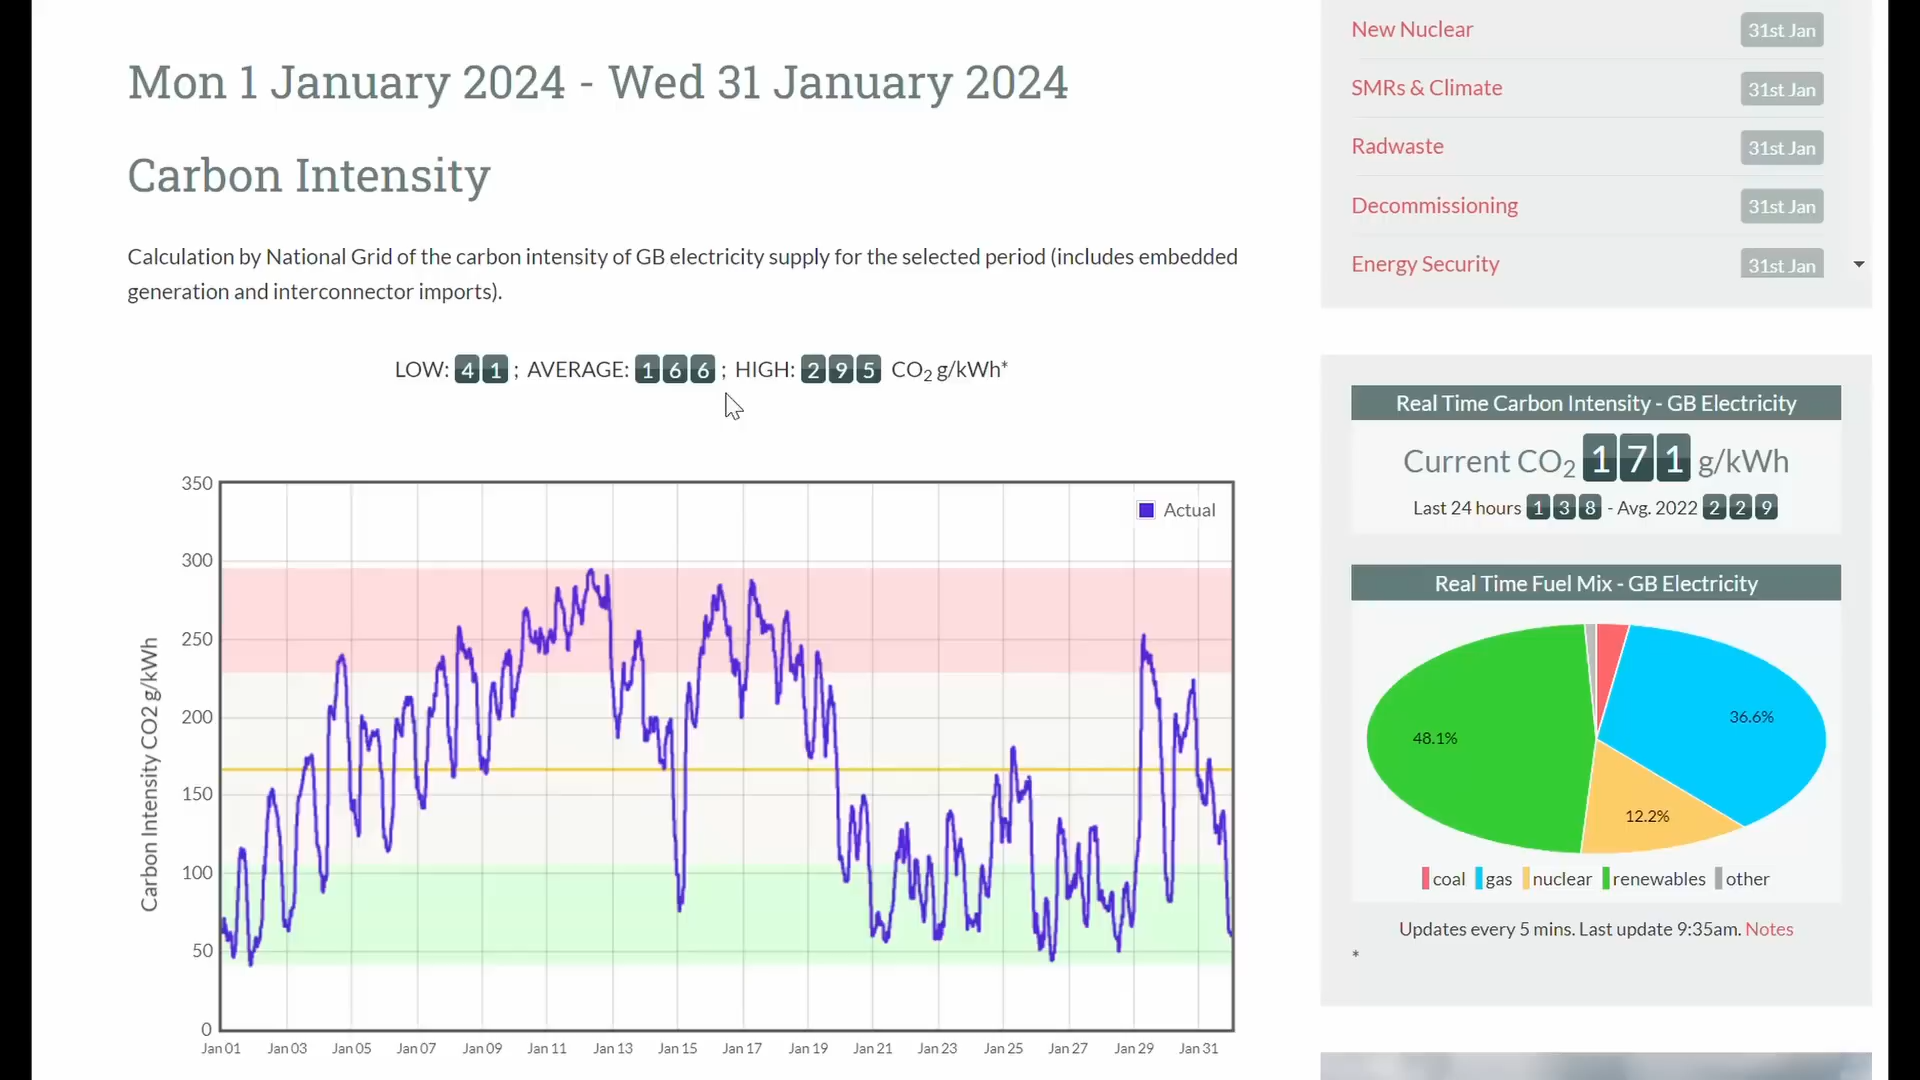 Mon 1 January 2024 - Wed 31 January 2024
Carbon Intensity
Calculation by National Grid of the carbon intensity of GB electricity supply for the selected period (includes embedded
generation and interconnector imports).
LOW: 41 ; AVERAGE: 166 ; HIGH: 295 CO2 g/kWh*
350
300
250
200
150
100
50
0
Carbon Intensity CO2 g/kWh
Actual
Jan 01 Jan 03 Jan 05 Jan 07 Jan 09 Jan 11 Jan 13 Jan 15 Jan 17 Jan 19 Jan 21 Jan 23 Jan 25 Jan 27 Jan 29 Jan 31
New Nuclear 31st Jan
SMRs & Climate 31st Jan
Radwaste 31st Jan
Decommissioning 31st Jan
Energy Security 31st Jan
Real Time Carbon Intensity - GB Electricity
Current CO2 171 g/kWh
Last 24 hours 138 - Avg. 2022 229
Real Time Fuel Mix - GB Electricity
36.6%
48.1%
12.2%
coal gas nuclear renewables other
Updates every 5 mins. Last update 9:35am. Notes
*